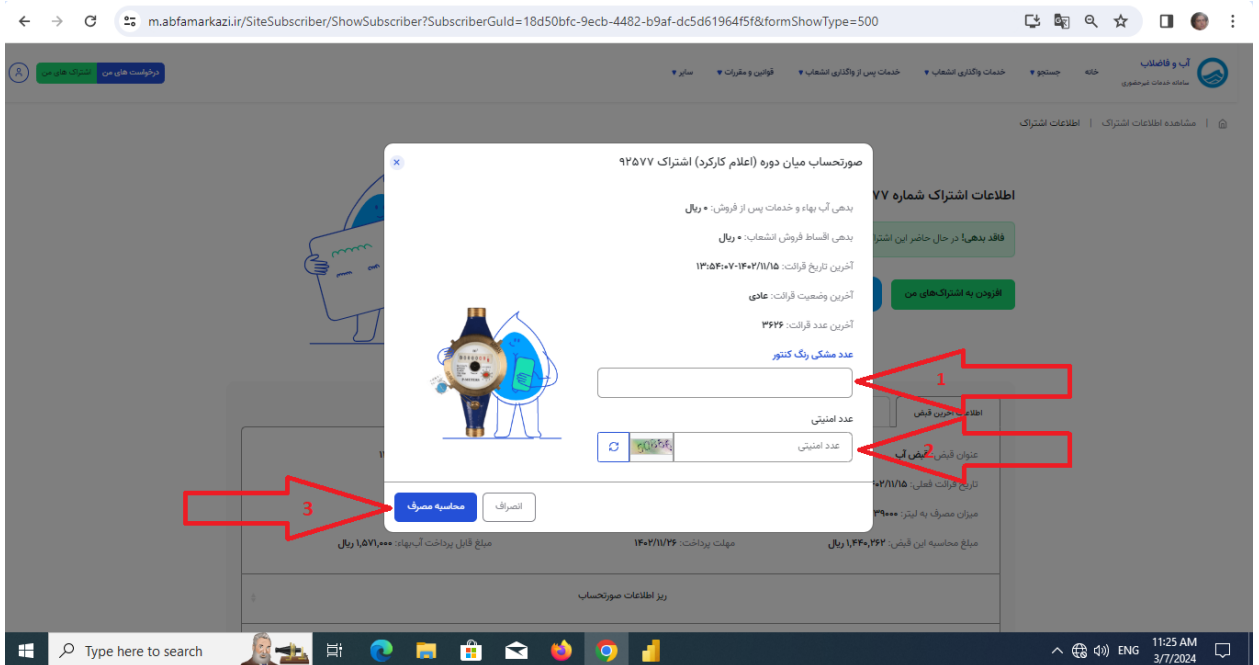 m.abfamarkazi.ir/SiteSubscriber/ShowSubscriber?SubscriberGuId=18d50bfc-9ecb-4482-b9af-dc5d61964f5f&formShowType=500
آب و فاضلاب
سامانه خدمات غیرحضوری
خانه جستجو خدمات واگذاری انشعاب خدمات پس از واگذاری انشعاب قوانین و مقررات سایر
درخواست های من اشتراک های من
مشاهده اطلاعات اشتراک | اطلاعات اشتراک
صورتحساب میان دوره (اعلام کارکرد) اشتراک ۹۲۵۷۷
اطلاعات اشتراک شماره ۷۷
بدهی آب بهاء و خدمات پس از فروش: ۰ ریال
فاقد بدهی! در حال حاضر این اشترا
بدهی اقساط فروش انشعاب: ۰ ریال
آخرین تاریخ قرائت: ۱۴۰۲/۱۱/۱۵-۱۳:۵۴:۰۷
افزودن به اشتراک‌های من
آخرین وضعیت قرائت: عادی
آخرین عدد قرائت: ۳۶۲۶
عدد مشکی رنگ کنتور
1
اطلاعات آخرین قبض
عدد امنیتی
عدد امنیتی
2
عنوان قبض: قبض آب
تاریخ قرائت فعلی: ۰۲/۱۱/۱۵
انصراف
محاسبه مصرف
3
میزان مصرف به لیتر: ۳۹۰۰۰
مبلغ محاسبه این قبض: ۱,۴۴۰,۲۶۲ ریال
مهلت پرداخت: ۱۴۰۲/۱۱/۲۶
مبلغ قابل پرداخت آب‌بهاء: ۱,۵۷۱,۰۰۰ ریال
ریز اطلاعات صورتحساب
Type here to search
ENG
11:25 AM
3/7/2024